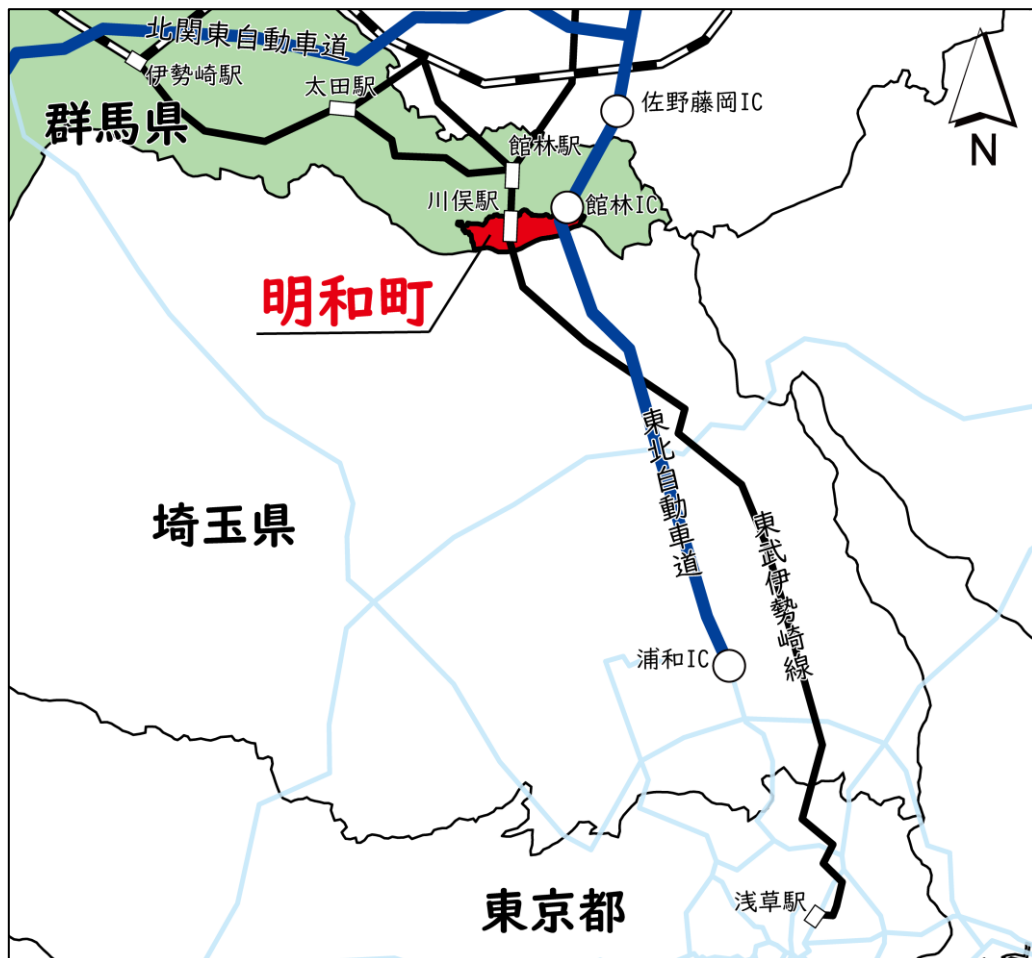 北関東自動車道
伊勢崎駅
太田駅
佐野藤岡IC
群馬県
館林駅
N
川俣駅
館林IC
明和町
東北自動車道
埼玉県
東武伊勢崎線
浦和IC
浅草駅
東京都